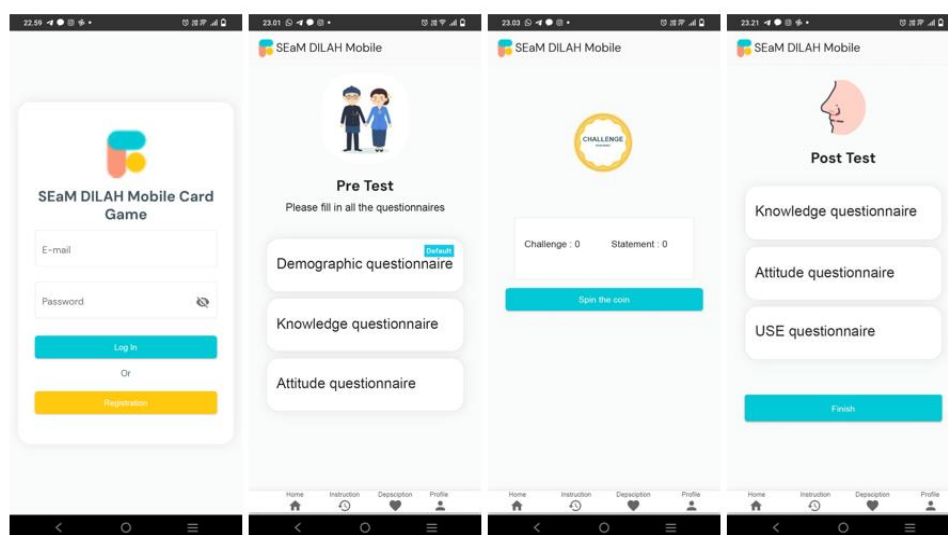 22.59
SEaM DILAH Mobile Card
Game
E-mail
Password
Log In
Or
Registration
23.01
SEaM DILAH Mobile
Pre Test
Please fill in all the questionnaires
Default
Demographic questionnaire
Knowledge questionnaire
Attitude questionnaire
Home Instruction Depsciption Profile
23.03
SEaM DILAH Mobile
CHALLENGE
Challenge : 0 Statement : 0
Spin the coin
Home Instruction Depsciption Profile
23.21
SEaM DILAH Mobile
Post Test
Knowledge questionnaire
Attitude questionnaire
USE questionnaire
Finish
Home Instruction Depsciption Profile